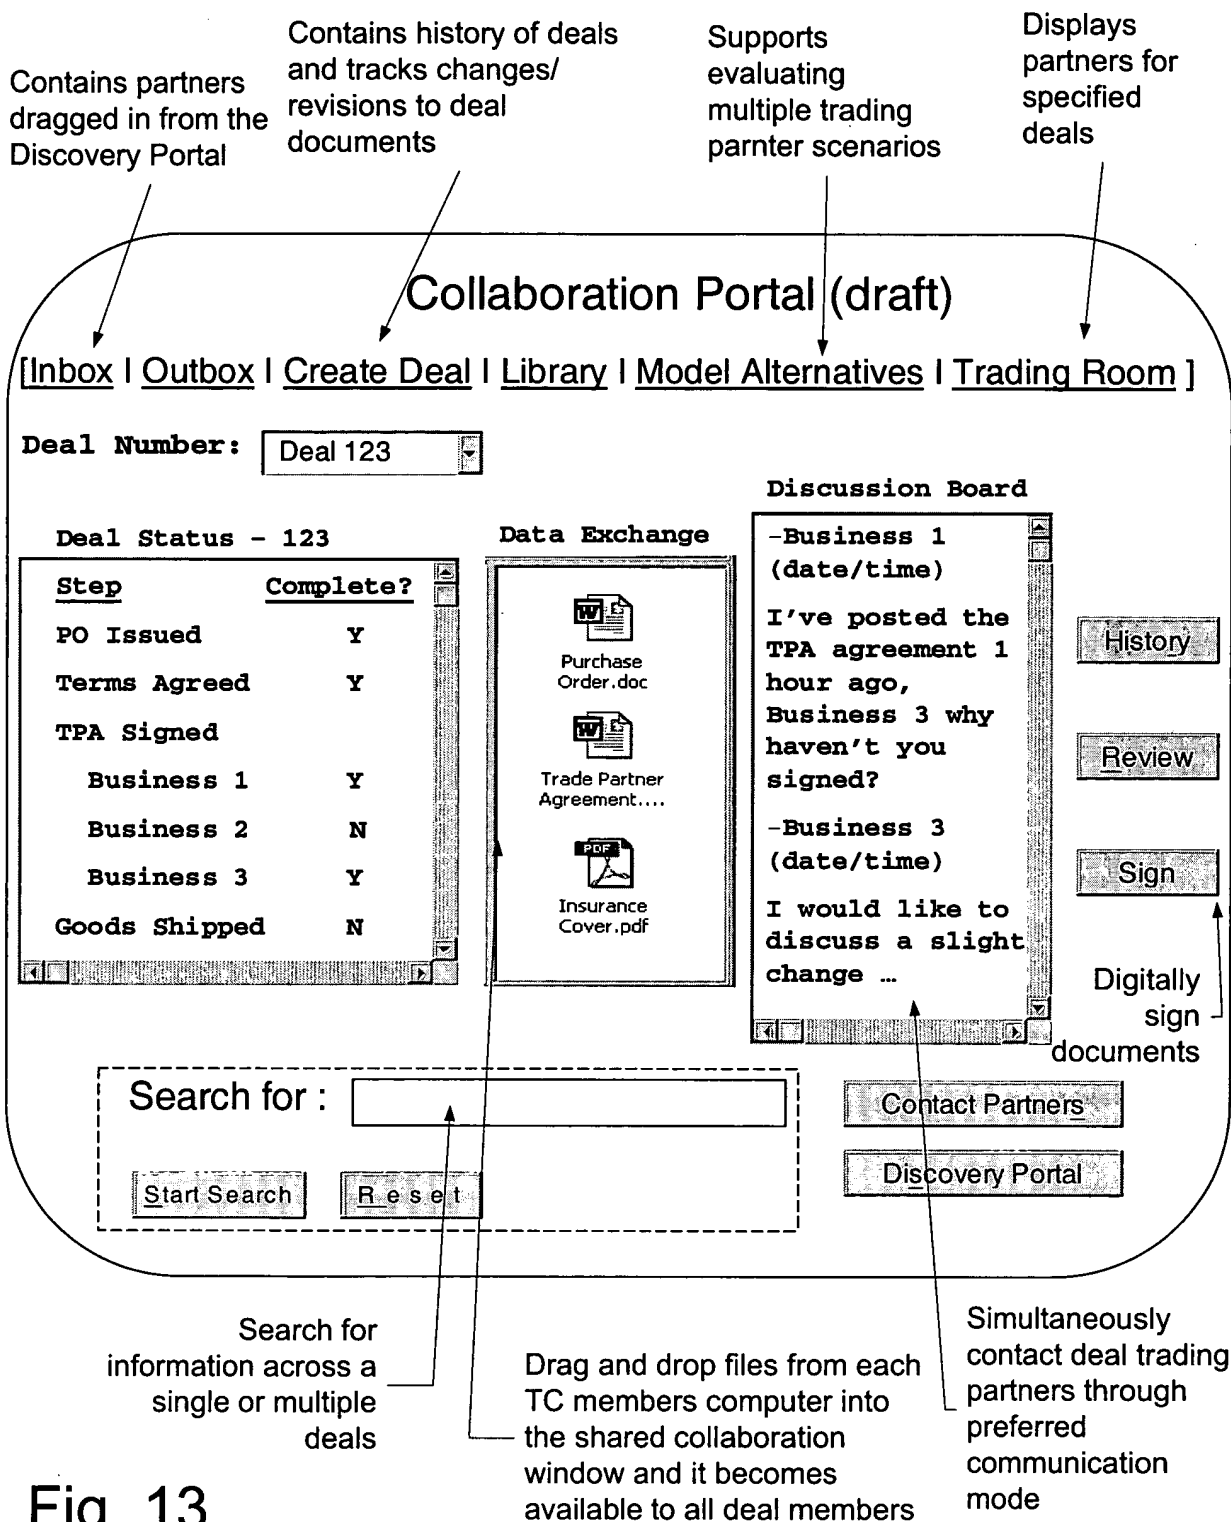 Contains partners
dragged in from the
Discovery Portal
Contains history of deals
and tracks changes/
revisions to deal
documents
Supports
evaluating
multiple trading
parnter scenarios
Displays
partners for
specified
deals
Collaboration Portal (draft)
[Inbox | Outbox | Create Deal | Library | Model Alternatives | Trading Room ]
Deal Number: Deal 123
Deal Status – 123
Step Complete?
PO Issued Y
Terms Agreed Y
TPA Signed
Business 1 Y
Business 2 N
Business 3 Y
Goods Shipped N
Data Exchange
W
Purchase
Order.doc
W
Trade Partner
Agreement....
PDF
Insurance
Cover.pdf
Discussion Board
-Business 1
(date/time)
I've posted the
TPA agreement 1
hour ago,
Business 3 why
haven't you
signed?
-Business 3
(date/time)
I would like to
discuss a slight
change …
History
Review
Sign
Digitally
sign
documents
Search for :
Start Search
Reset
Contact Partners
Discovery Portal
Search for
information across a
single or multiple
deals
Drag and drop files from each
TC members computer into
the shared collaboration
window and it becomes
available to all deal members
Simultaneously
contact deal trading
partners through
preferred
communication
mode
Fig. 13